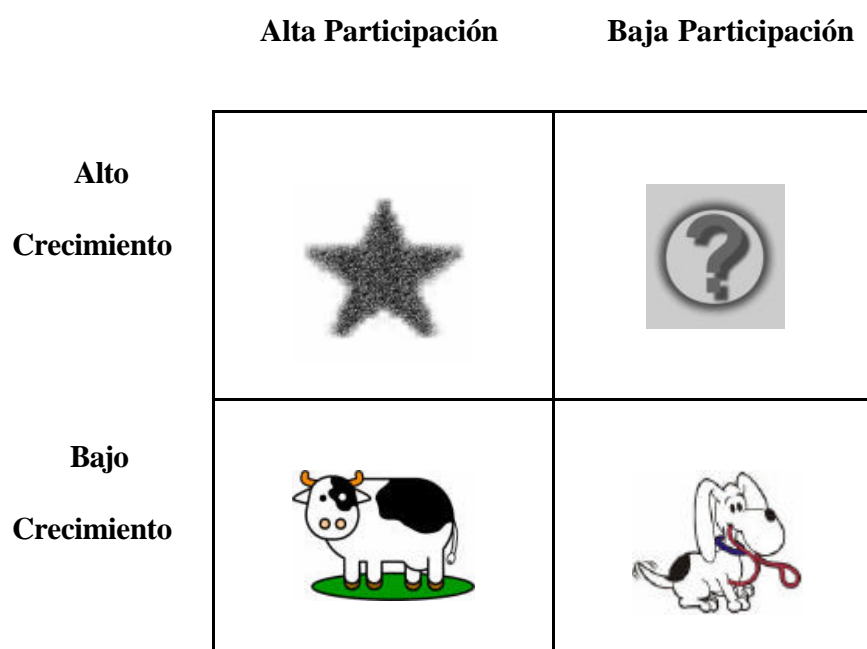 Alta Participación
Baja Participación
Alto
Crecimiento
?
Bajo
Crecimiento